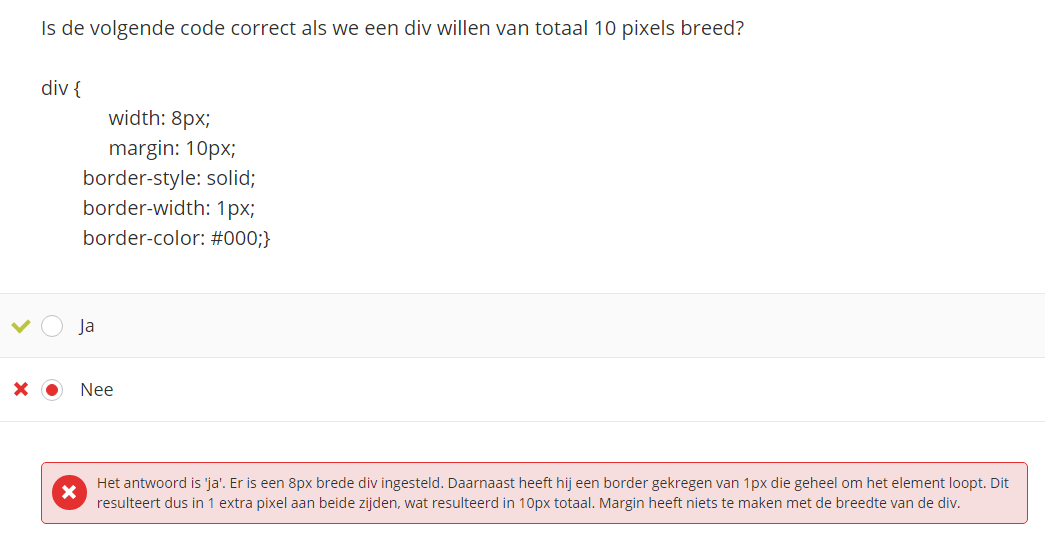 Is de volgende code correct als we een div willen van totaal 10 pixels breed?
div {
width: 8px;
margin: 10px;
border-style: solid;
border-width: 1px;
border-color: #000;}
Ja
Nee
Het antwoord is 'ja'. Er is een 8px brede div ingesteld. Daarnaast heeft hij een border gekregen van 1px die geheel om het element loopt. Dit
resulteert dus in 1 extra pixel aan beide zijden, wat resulteerd in 10px totaal. Margin heeft niets te maken met de breedte van de div.